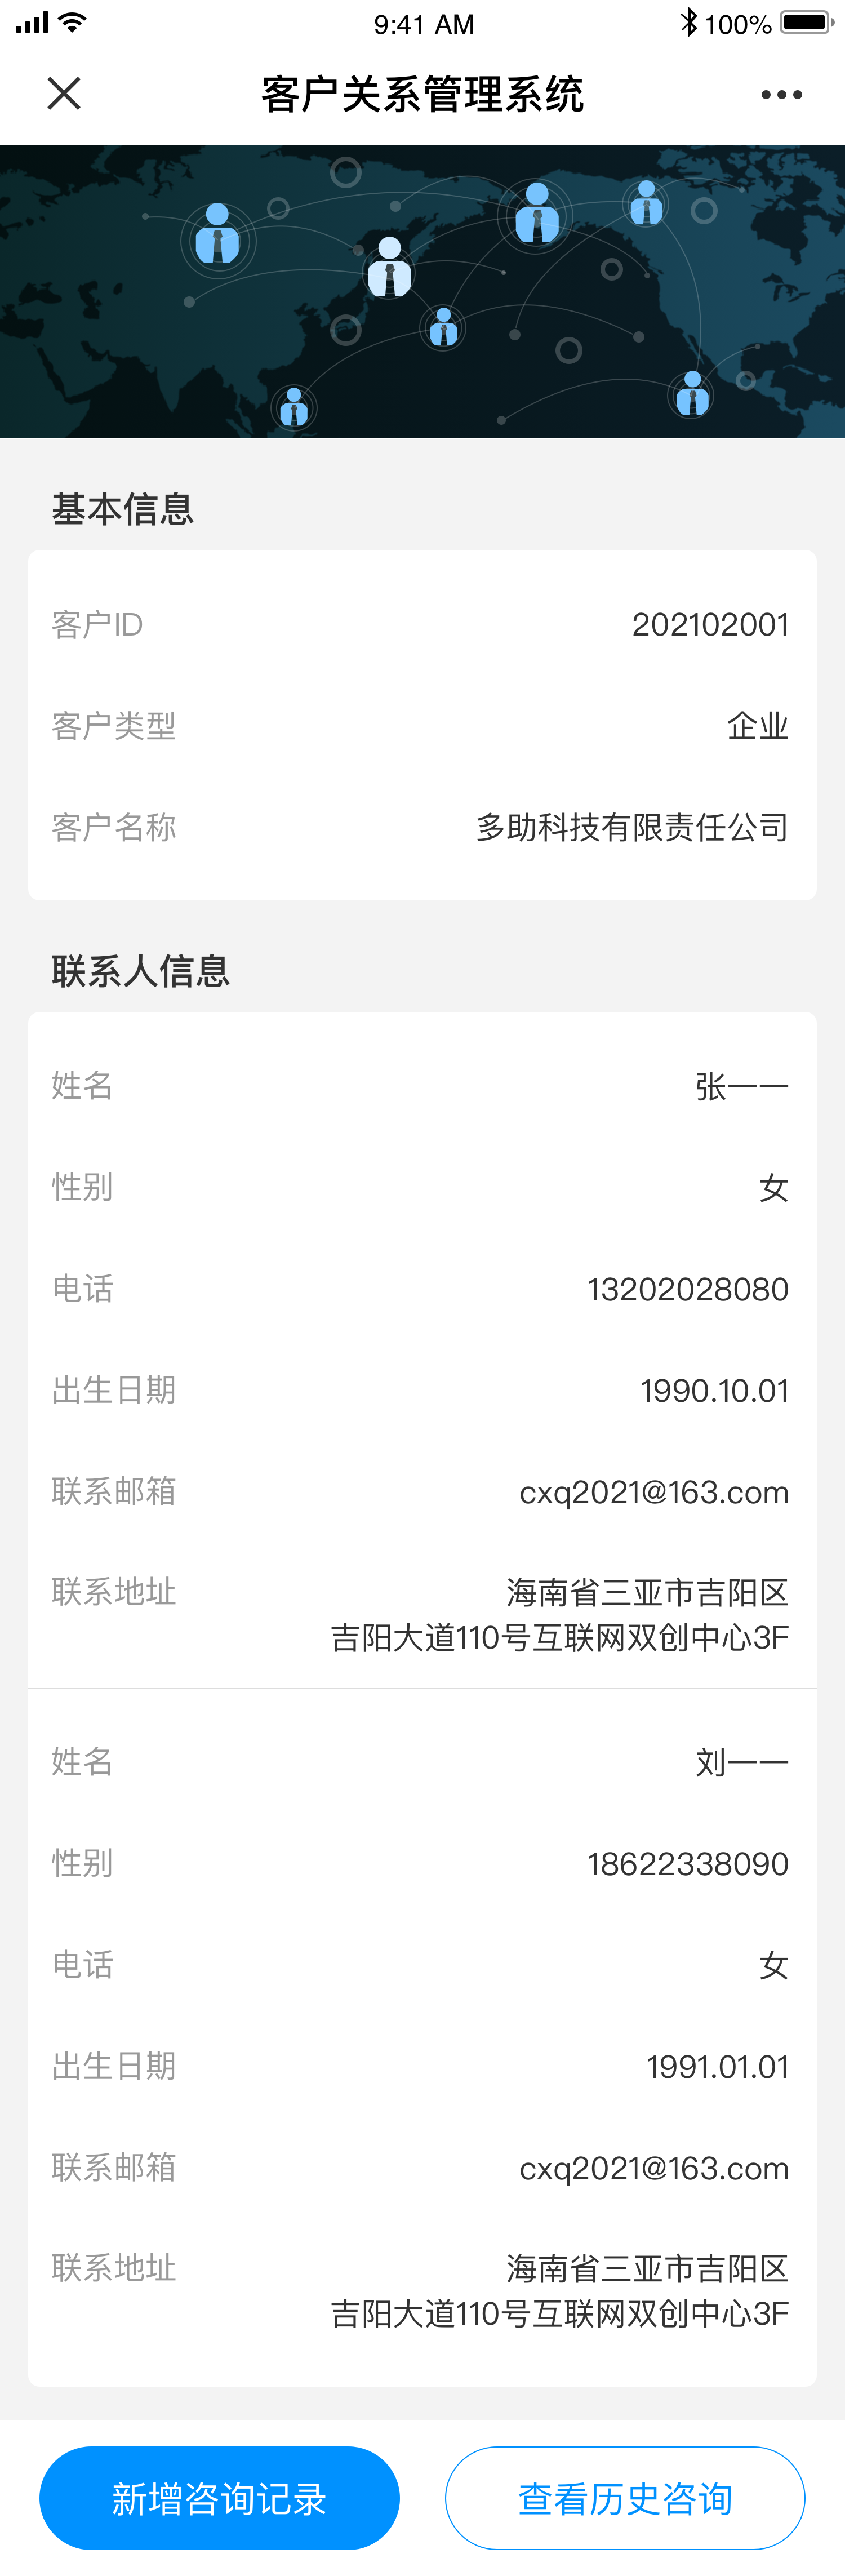 9:41 AM 100%
客户关系管理系统
基本信息
客户ID 202102001
客户类型 企业
客户名称 多助科技有限责任公司
联系人信息
姓名 张一一
性别 女
电话 13202028080
出生日期 1990.10.01
联系邮箱 cxq2021@163.com
联系地址 海南省三亚市吉阳区
吉阳大道110号互联网双创中心3F
姓名 刘一一
性别 18622338090
电话 女
出生日期 1991.01.01
联系邮箱 cxq2021@163.com
联系地址 海南省三亚市吉阳区
吉阳大道110号互联网双创中心3F
新增咨询记录 查看历史咨询